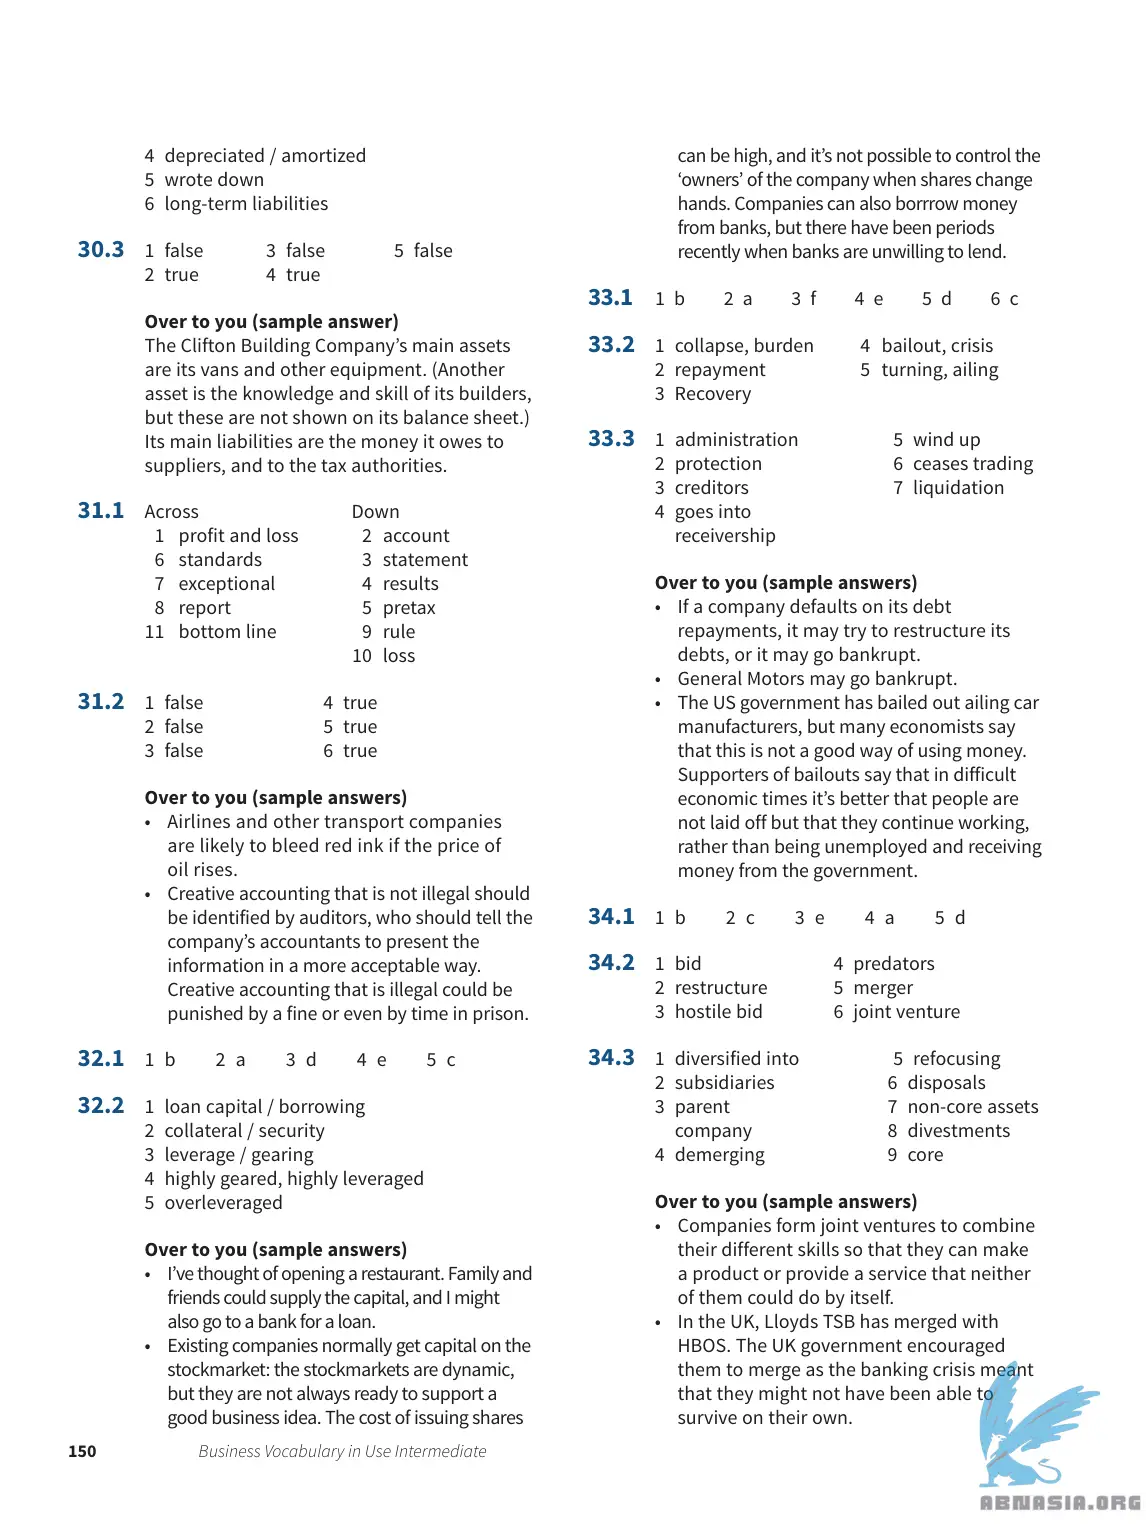 4 depreciated / amortized
5 wrote down
6 long-term liabilities
30.3 1 false 3 false 5 false
2 true 4 true
Over to you (sample answer)
The Clifton Building Company's main assets
are its vans and other equipment. (Another
asset is the knowledge and skill of its builders,
but these are not shown on its balance sheet.)
Its main liabilities are the money it owes to
suppliers, and to the tax authorities.
31.1 Across Down
1 profit and loss 2 account
6 standards 3 statement
7 exceptional 4 results
8 report 5 pretax
11 bottom line 9 rule
10 loss
31.2 1 false 4 true
2 false 5 true
3 false 6 true
Over to you (sample answers)
• Airlines and other transport companies
are likely to bleed red ink if the price of
oil rises.
• Creative accounting that is not illegal should
be identified by auditors, who should tell the
company's accountants to present the
information in a more acceptable way.
Creative accounting that is illegal could be
punished by a fine or even by time in prison.
32.1 1 b 2 a 3 d 4 e 5 c
32.2 1 loan capital / borrowing
2 collateral / security
3 leverage / gearing
4 highly geared, highly leveraged
5 overleveraged
Over to you (sample answers)
• I've thought of opening a restaurant. Family and
friends could supply the capital, and I might
also go to a bank for a loan.
• Existing companies normally get capital on the
stockmarket: the stockmarkets are dynamic,
but they are not always ready to support a
good business idea. The cost of issuing shares
can be high, and it's not possible to control the
'owners' of the company when shares change
hands. Companies can also borrrow money
from banks, but there have been periods
recently when banks are unwilling to lend.
33.1 1 b 2 a 3 f 4 e 5 d 6 c
33.2 1 collapse, burden 4 bailout, crisis
2 repayment 5 turning, ailing
3 Recovery
33.3 1 administration 5 wind up
2 protection 6 ceases trading
3 creditors 7 liquidation
4 goes into
receivership
Over to you (sample answers)
• If a company defaults on its debt
repayments, it may try to restructure its
debts, or it may go bankrupt.
• General Motors may go bankrupt.
• The US government has bailed out ailing car
manufacturers, but many economists say
that this is not a good way of using money.
Supporters of bailouts say that in difficult
economic times it's better that people are
not laid off but that they continue working,
rather than being unemployed and receiving
money from the government.
34.1 1 b 2 c 3 e 4 a 5 d
34.2 1 bid 4 predators
2 restructure 5 merger
3 hostile bid 6 joint venture
34.3 1 diversified into 5 refocusing
2 subsidiaries 6 disposals
3 parent 7 non-core assets
company 8 divestments
4 demerging 9 core
Over to you (sample answers)
• Companies form joint ventures to combine
their different skills so that they can make
a product or provide a service that neither
of them could do by itself.
• In the UK, Lloyds TSB has merged with
HBOS. The UK government encouraged
them to merge as the banking crisis meant
that they might not have been able to
survive on their own.
150 Business Vocabulary in Use Intermediate
ABNASIA.ORG